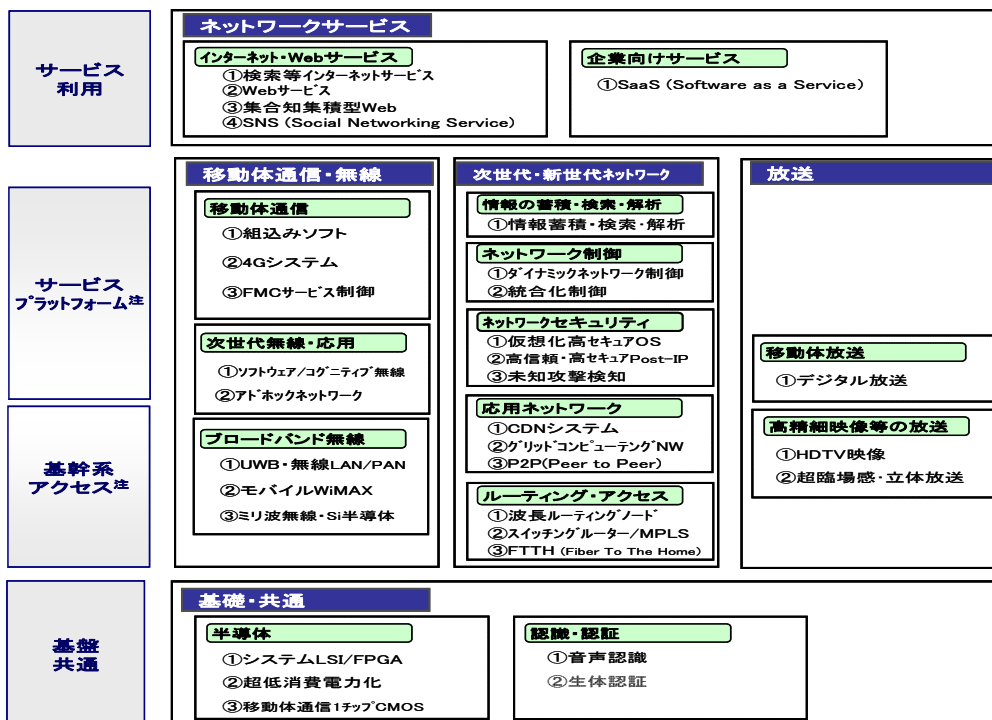 サービス
利用
ネットワークサービス
インターネット・Webサービス
①検索等インターネットサービス
②Webサービス
③集合知集積型Web
④SNS (Social Networking Service)
企業向けサービス
①SaaS (Software as a Service)
サービス
プラットフォーム注
基幹系
アクセス注
移動体通信・無線
移動体通信
①組込みソフト
②4Gシステム
③FMCサービス制御
次世代無線・応用
①ソフトウェア/コグニティブ無線
②アドホックネットワーク
ブロードバンド無線
①UWB・無線LAN/PAN
②モバイルWiMAX
③ミリ波無線・Si半導体
次世代・新世代ネットワーク
情報の蓄積・検索・解析
①情報蓄積・検索・解析
ネットワーク制御
①ダイナミックネットワーク制御
②統合化制御
ネットワークセキュリティ
①仮想化高セキュアOS
②高信頼・高セキュアPost-IP
③未知攻撃検知
応用ネットワーク
①CDNシステム
②グリッドコンピューテングNW
③P2P(Peer to Peer)
ルーティング・アクセス
①波長ルーティングノード
②スイッチングルーター/MPLS
③FTTH (Fiber To The Home)
放送
移動体放送
①デジタル放送
高精細映像等の放送
①HDTV映像
②超臨場感・立体放送
基盤
共通
基礎・共通
半導体
①システムLSI/FPGA
②超低消費電力化
③移動体通信1チップCMOS
認識・認証
①音声認識
②生体認証